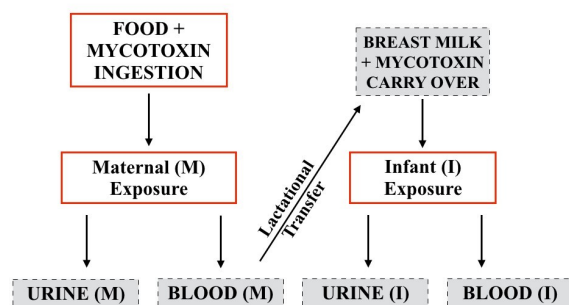 FOOD +
MYCOTOXIN
INGESTION
BREAST MILK
+ MYCOTOXIN
CARRY OVER
Maternal (M)
Exposure
Lactational
Transfer
Infant (I)
Exposure
URINE (M)
BLOOD (M)
URINE (I)
BLOOD (I)